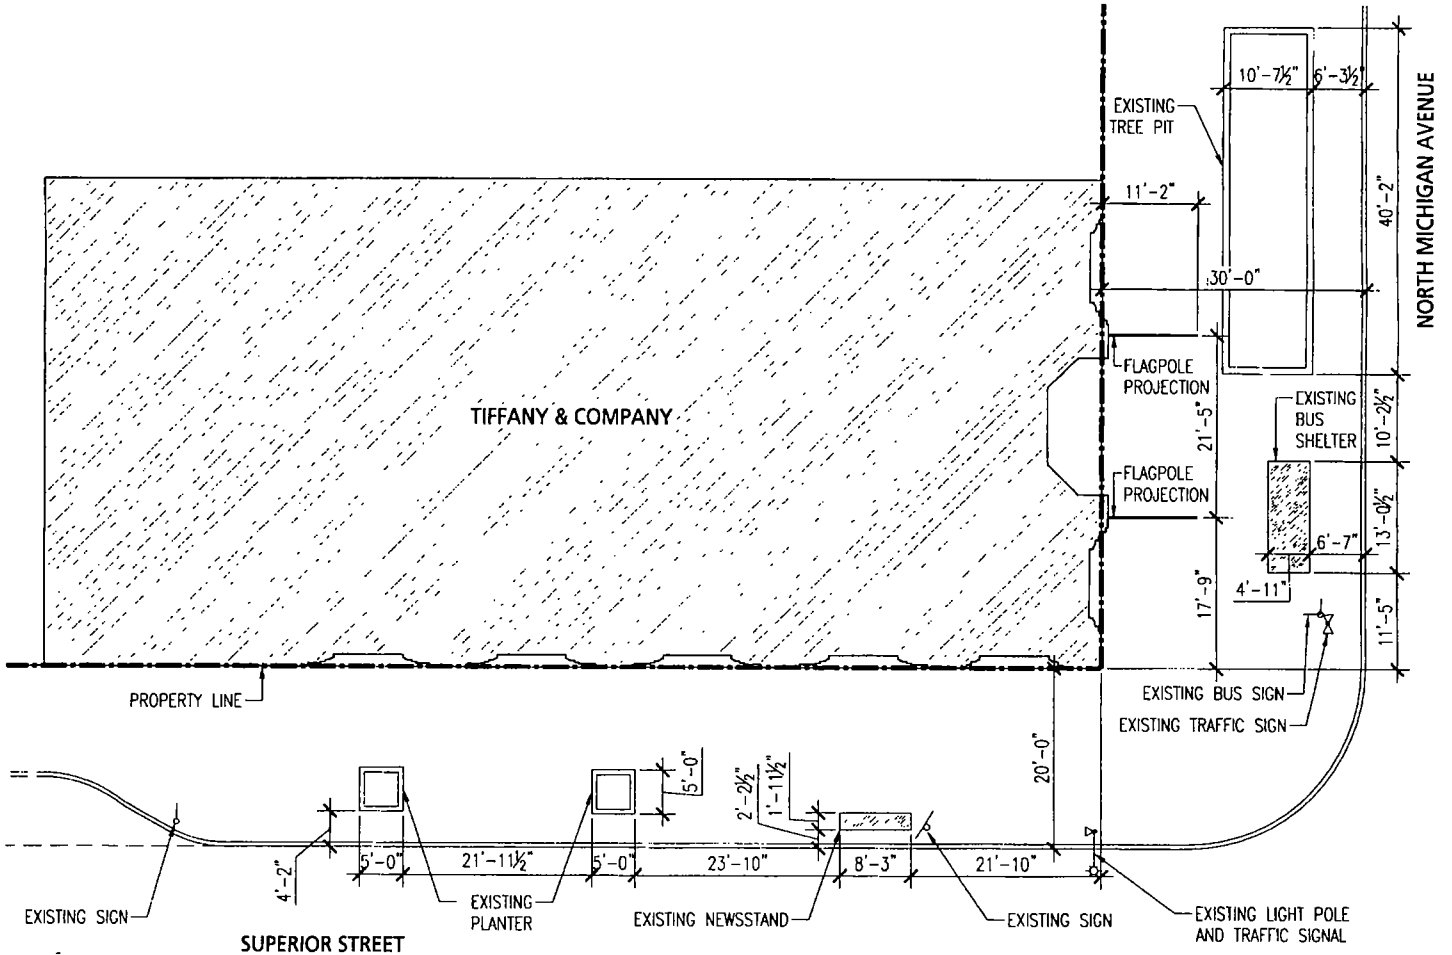 10'-7½"
6'-3½"
EXISTING
TREE PIT
NORTH MICHIGAN AVENUE
11'-2"
40'-2"
30'-0"
FLAGPOLE
PROJECTION
TIFFANY & COMPANY
21'-5"
EXISTING
BUS
SHELTER
10'-2½"
FLAGPOLE
PROJECTION
13'-0½"
6'-7"
4'-11"
17'-9"
11'-5"
PROPERTY LINE
EXISTING BUS SIGN
EXISTING TRAFFIC SIGN
20'-0"
5'-0"
2'-2½"
1'-11½"
4'-2"
5'-0"
21'-11½"
5'-0"
23'-10"
8'-3"
21'-10"
EXISTING SIGN
EXISTING
PLANTER
EXISTING NEWSSTAND
EXISTING SIGN
EXISTING LIGHT POLE
AND TRAFFIC SIGNAL
SUPERIOR STREET